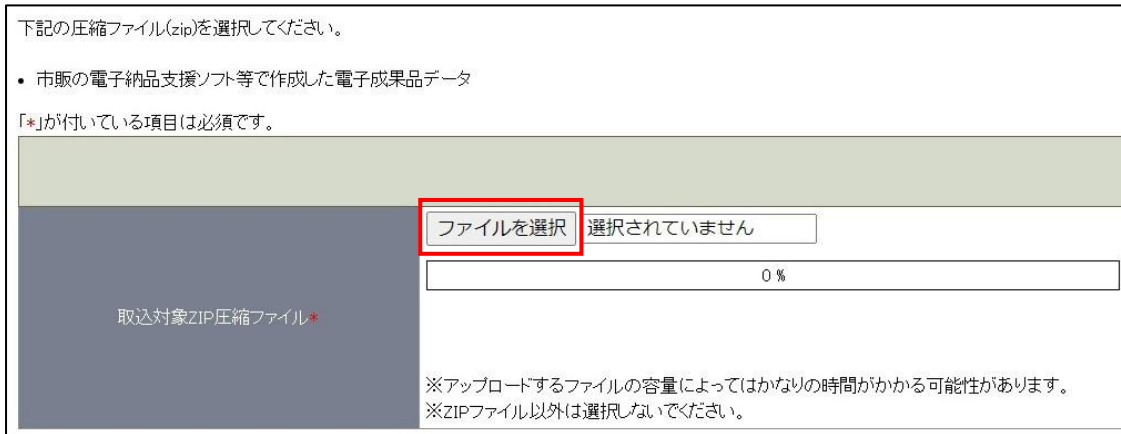 下記の圧縮ファイル(zip)を選択してください。
• 市販の電子納品支援ソフト等で作成した電子成果品データ
「*」が付いている項目は必須です。
ファイルを選択 選択されていません
0 %
取込対象ZIP圧縮ファイル*
※アップロードするファイルの容量によってはかなりの時間がかかる可能性があります。
※ZIPファイル以外は選択しないでください。